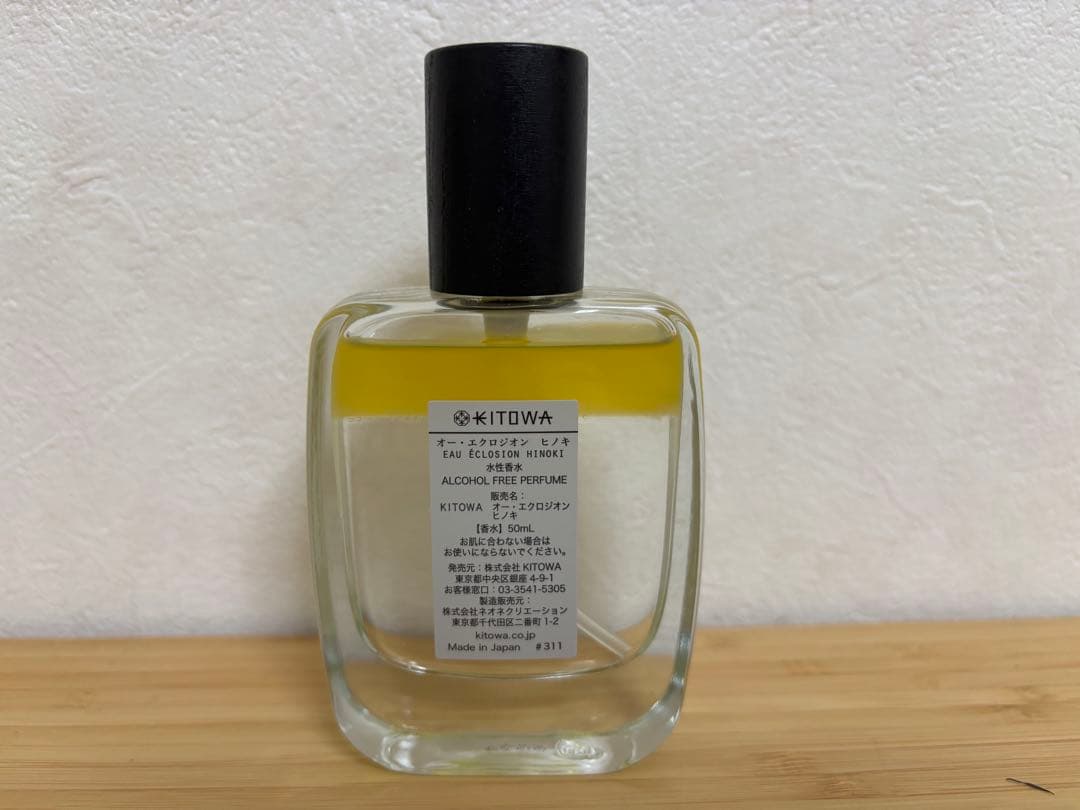 KITOWA
オー・エクロジオン ヒノキ
EAU ÉCLOSION HINOKI
水性香水
ALCOHOL FREE PERFUME
販売名：
KITOWA オー・エクロジオン
ヒノキ
【香水】50mL
お肌に合わない場合は
お使いにならないでください。
発売元：株式会社 KITOWA
東京都中央区銀座 4-9-1
お客様窓口：03-3541-5305
製造販売元：
株式会社ネオネクリエーション
東京都千代田区二番町 1-2
kitowa.co.jp
Made in Japan #311